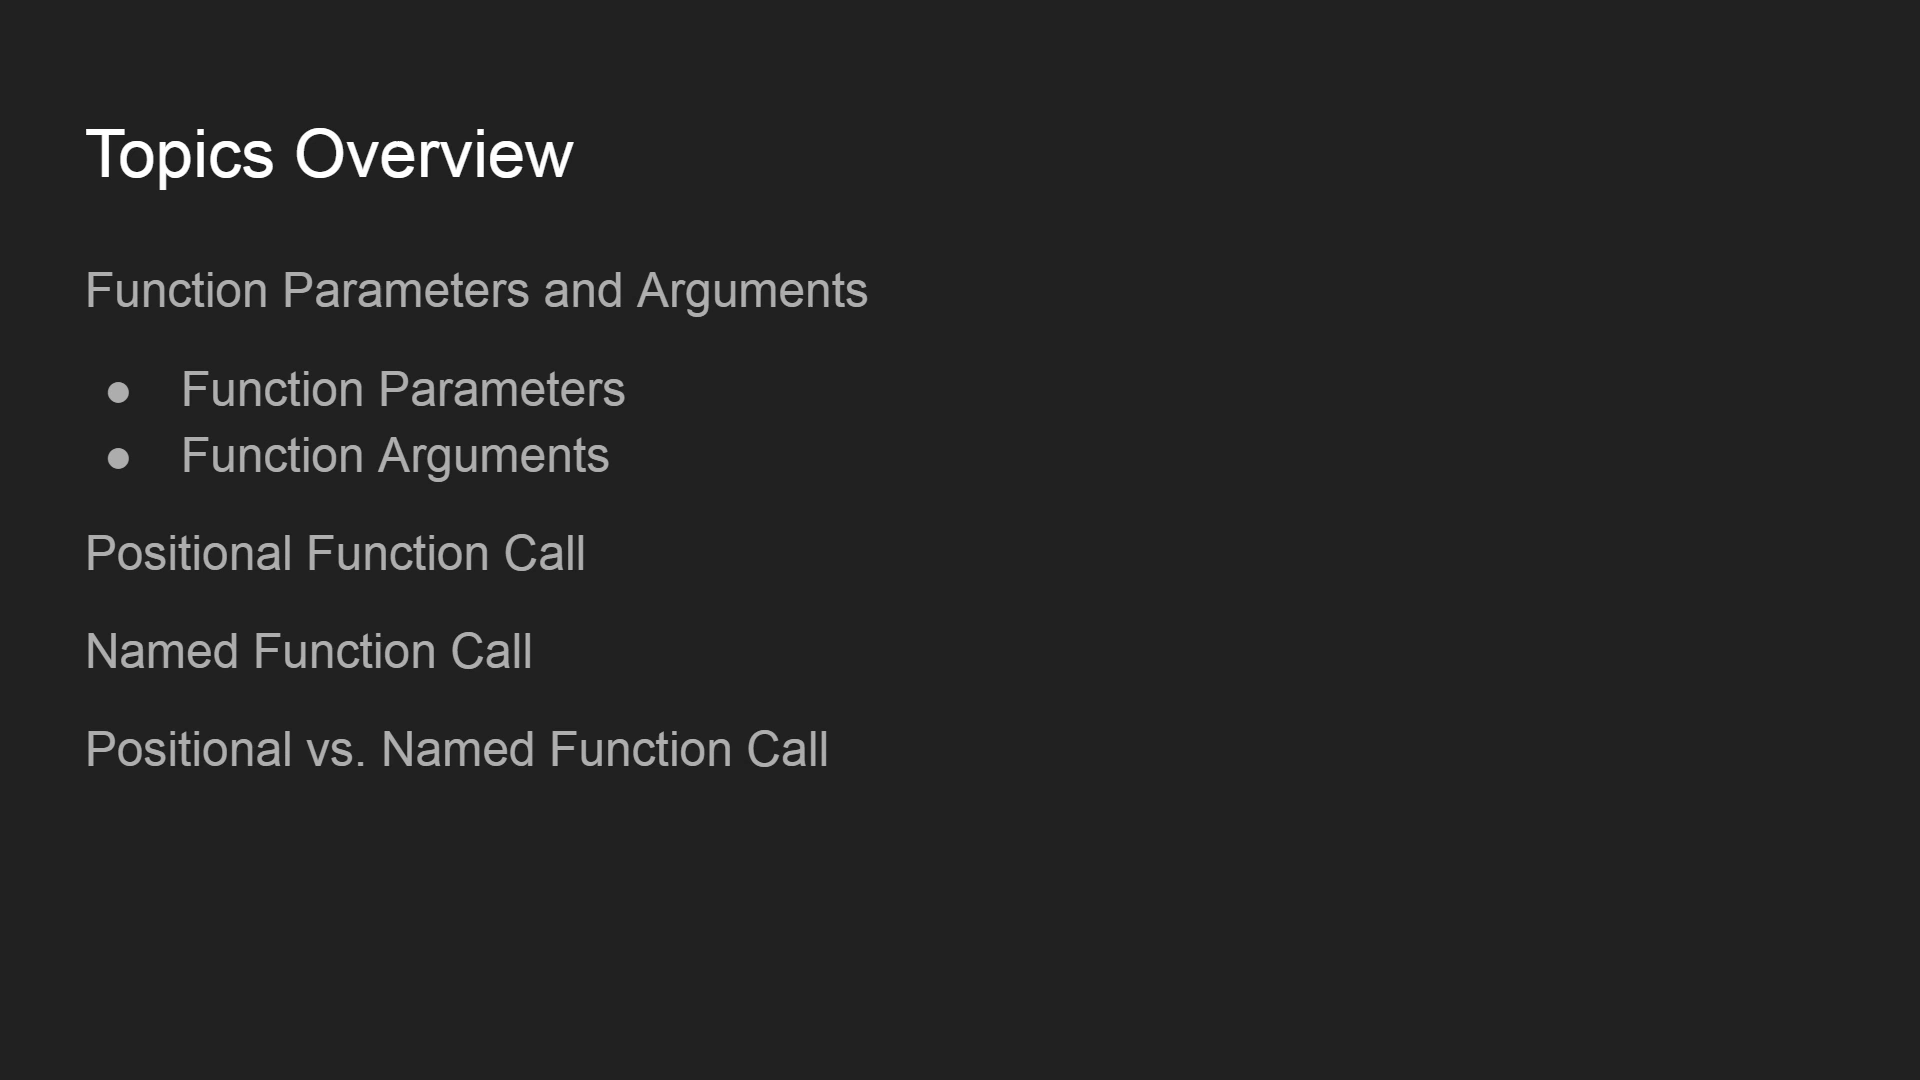 Topics Overview
Function Parameters and Arguments
● Function Parameters
● Function Arguments
Positional Function Call
Named Function Call
Positional vs. Named Function Call